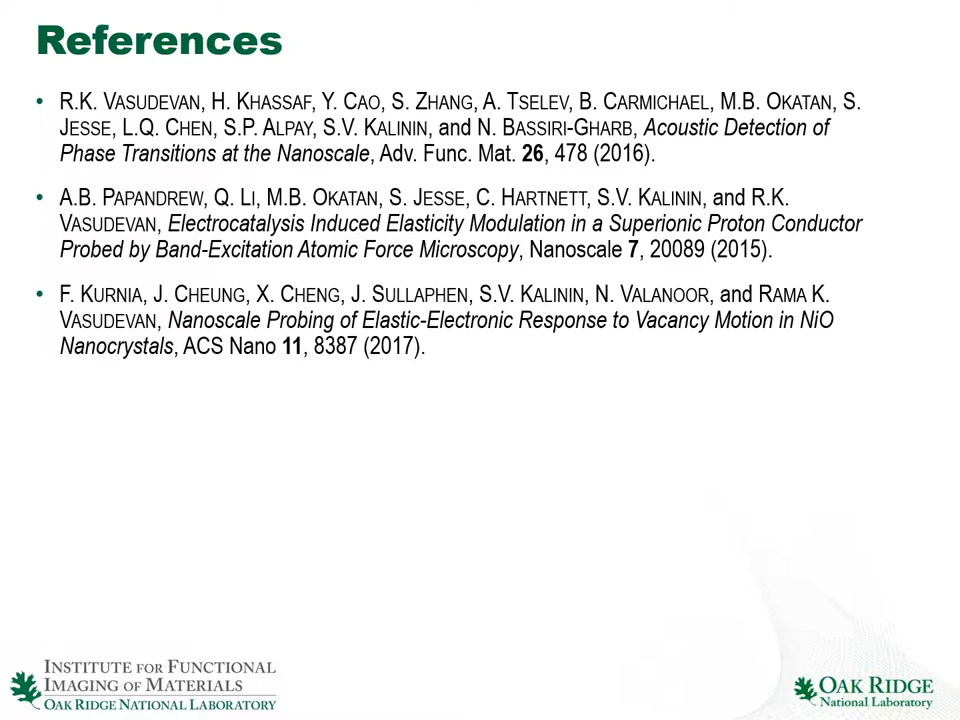 References
• R.K. VASUDEVAN, H. KHASSAF, Y. CAO, S. ZHANG, A. TSELEV, B. CARMICHAEL, M.B. OKATAN, S.
JESSE, L.Q. CHEN, S.P. ALPAY, S.V. KALININ, and N. BASSIRI-GHARB, Acoustic Detection of
Phase Transitions at the Nanoscale, Adv. Func. Mat. 26, 478 (2016).
• A.B. PAPANDREW, Q. LI, M.B. OKATAN, S. JESSE, C. HARTNETT, S.V. KALININ, and R.K.
VASUDEVAN, Electrocatalysis Induced Elasticity Modulation in a Superionic Proton Conductor
Probed by Band-Excitation Atomic Force Microscopy, Nanoscale 7, 20089 (2015).
• F. KURNIA, J. CHEUNG, X. CHENG, J. SULLAPHEN, S.V. KALININ, N. VALANOOR, and RAMA K.
VASUDEVAN, Nanoscale Probing of Elastic-Electronic Response to Vacancy Motion in NiO
Nanocrystals, ACS Nano 11, 8387 (2017).
INSTITUTE FOR FUNCTIONAL
IMAGING OF MATERIALS
OAK RIDGE NATIONAL LABORATORY
OAK RIDGE
National Laboratory